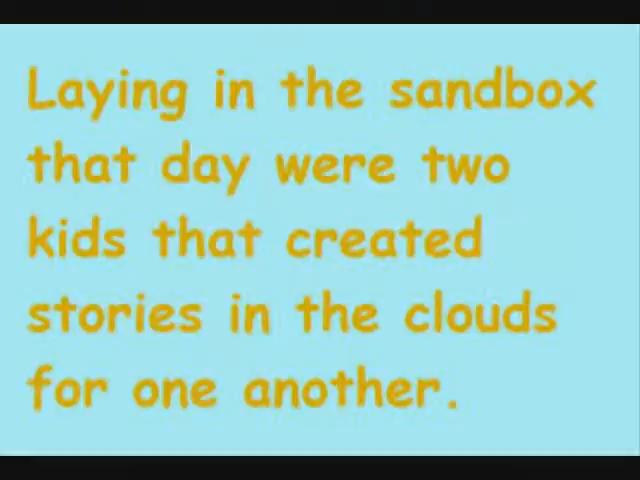 Laying in the sandbox
that day were two
kids that created
stories in the clouds
for one another.